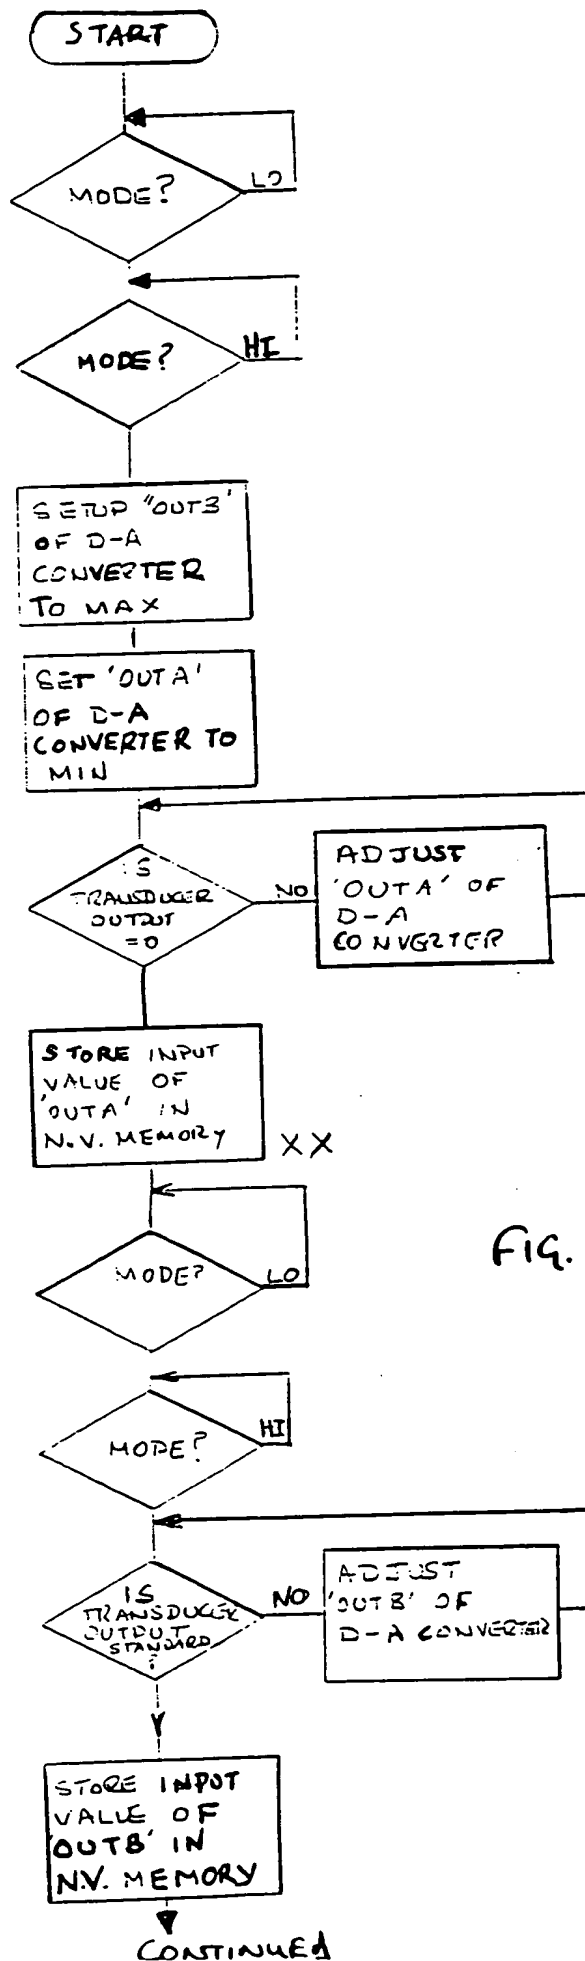 START
MODE?
LO
MODE?
HI
SETUP "OUTB'
OF D-A
CONVERTER
TO MAX
SET 'OUTA'
OF D-A
CONVERTER TO
MIN
IS
TRANSDUCER
OUTPUT
=0
NO
ADJUST
'OUTA' OF
D-A
CONVERTER
STORE INPUT
VALUE OF
'OUTA' IN
N.V. MEMORY
XX
MODE?
LO
FIG.
MODE?
HI
IS
TRANSDUCER
OUTPUT
STANDARD
?
NO
ADJUST
'OUTB' OF
D-A CONVERTER
STORE INPUT
VALUE OF
'OUTB' IN
N.V. MEMORY
CONTINUED